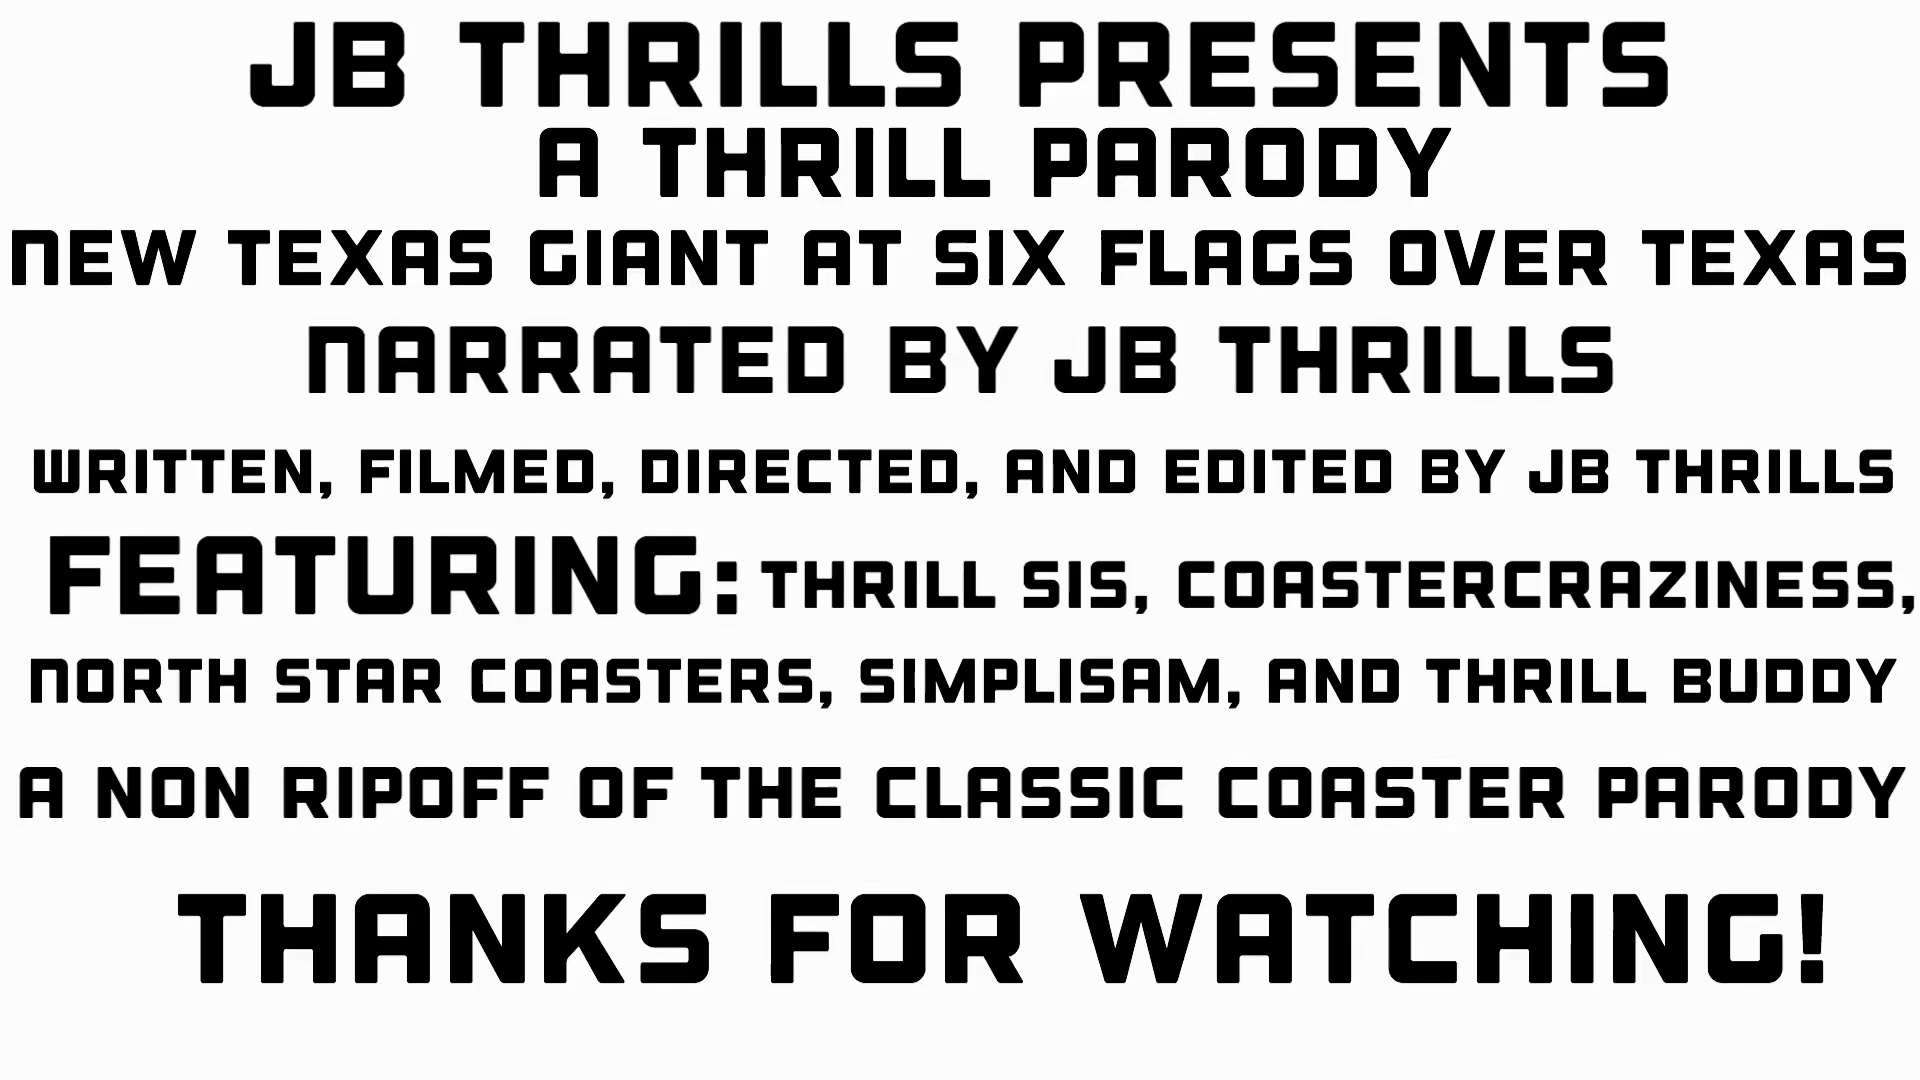 JB THRILLS PRESENTS
A THRILL PARODY
NEW TEXAS GIANT AT SIX FLAGS OVER TEXAS
NARRATED BY JB THRILLS
WRITTEN, FILMED, DIRECTED, AND EDITED BY JB THRILLS
FEATURING: THRILL SIS, COASTERCRAZINESS,
NORTH STAR COASTERS, SIMPLISAM, AND THRILL BUDDY
A NON RIPOFF OF THE CLASSIC COASTER PARODY
THANKS FOR WATCHING!